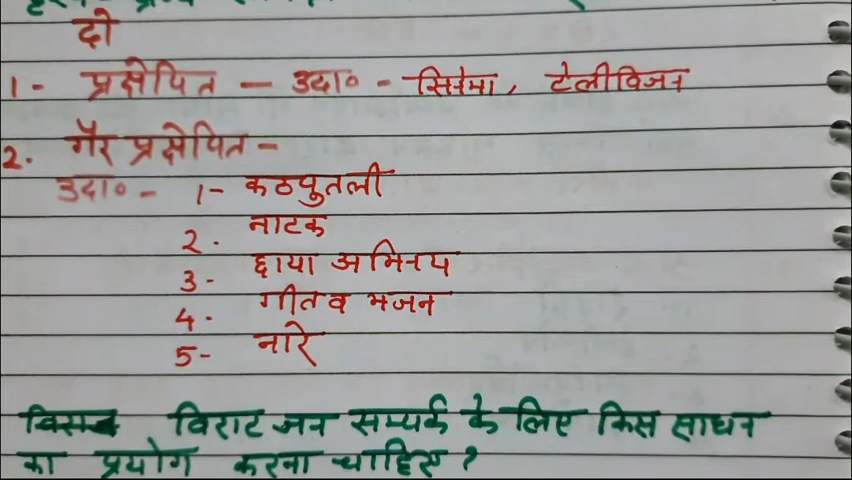 दो
1- प्रक्षेपित – उदा० - सिनेमा, टेलीविजन
2. गैर प्रक्षेपित -
उदा० - 1- कठपुतली
2. नाटक
3- छाया अभिनय
4. गीत व भजन
5- नारे
विराट जन सम्पर्क के लिए किस साधन
का प्रयोग करना चाहिए ?